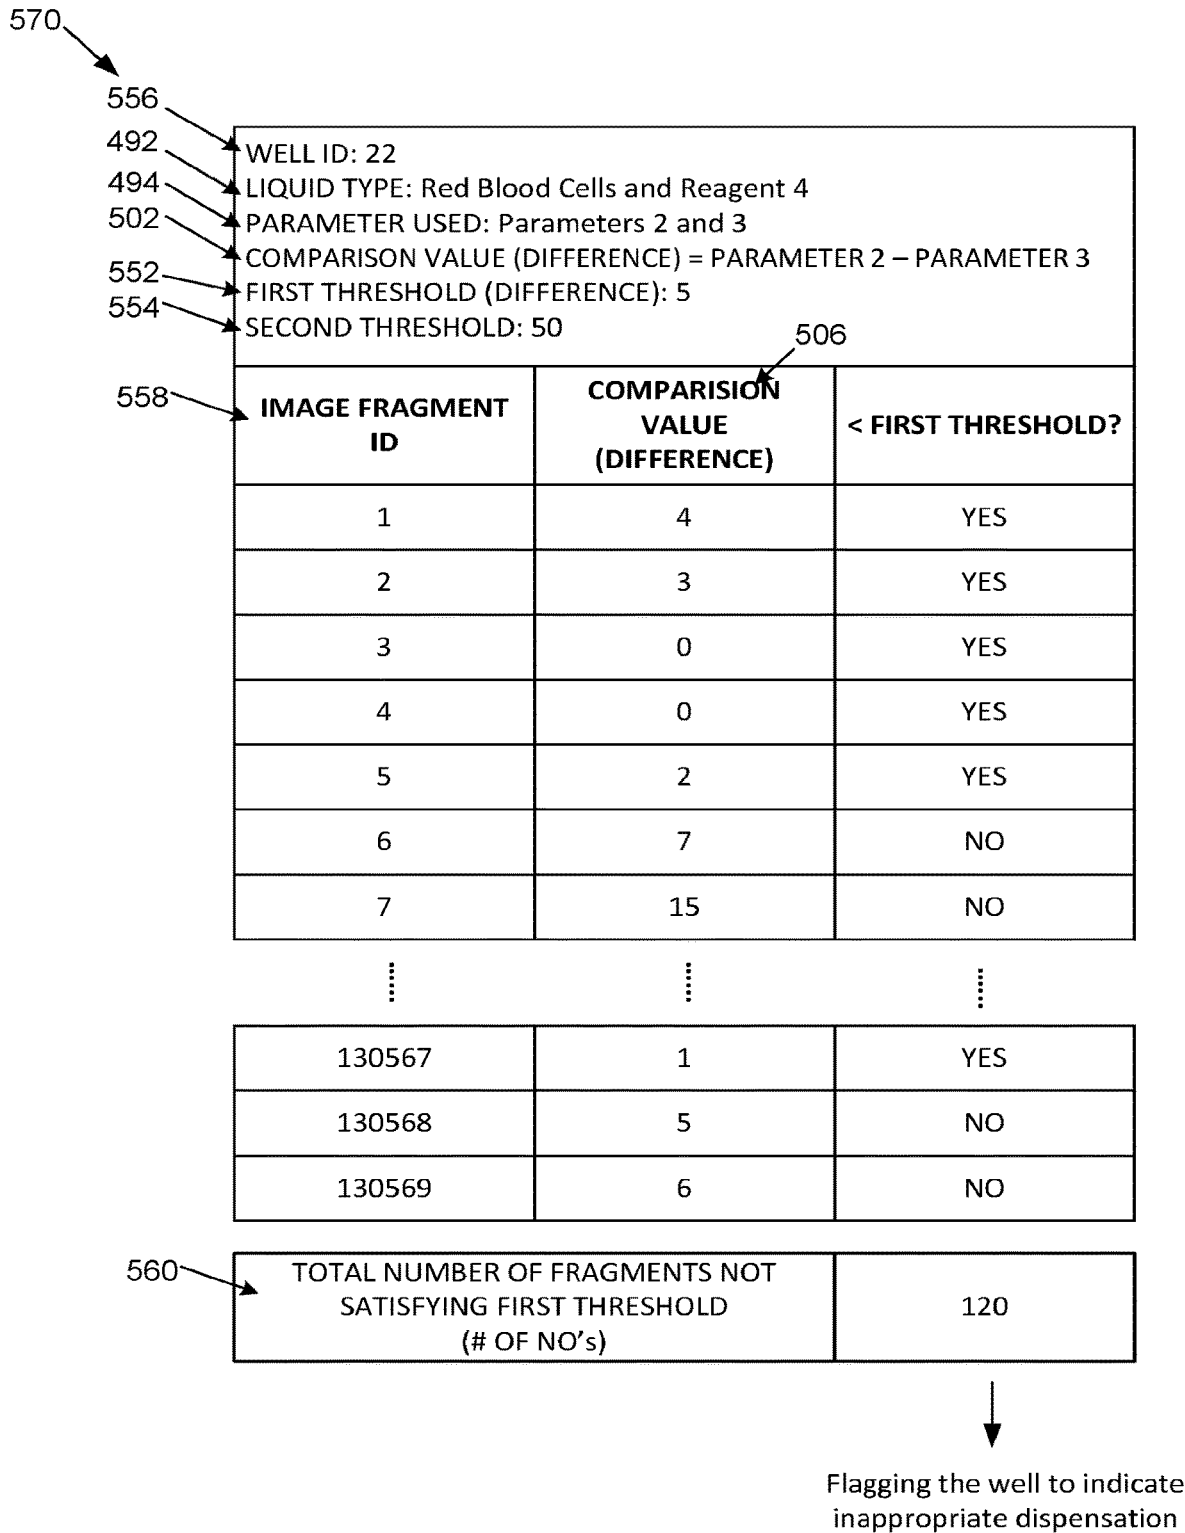 570
556
492
494
502
552
554
WELL ID: 22
LIQUID TYPE: Red Blood Cells and Reagent 4
PARAMETER USED: Parameters 2 and 3
COMPARISON VALUE (DIFFERENCE) = PARAMETER 2 – PARAMETER 3
FIRST THRESHOLD (DIFFERENCE): 5
SECOND THRESHOLD: 50
506
558
IMAGE FRAGMENT
ID
COMPARISION
VALUE
(DIFFERENCE)
< FIRST THRESHOLD?
1 4 YES
2 3 YES
3 0 YES
4 0 YES
5 2 YES
6 7 NO
7 15 NO
130567 1 YES
130568 5 NO
130569 6 NO
560
TOTAL NUMBER OF FRAGMENTS NOT
SATISFYING FIRST THRESHOLD
(# OF NO's)
120
Flagging the well to indicate
inappropriate dispensation